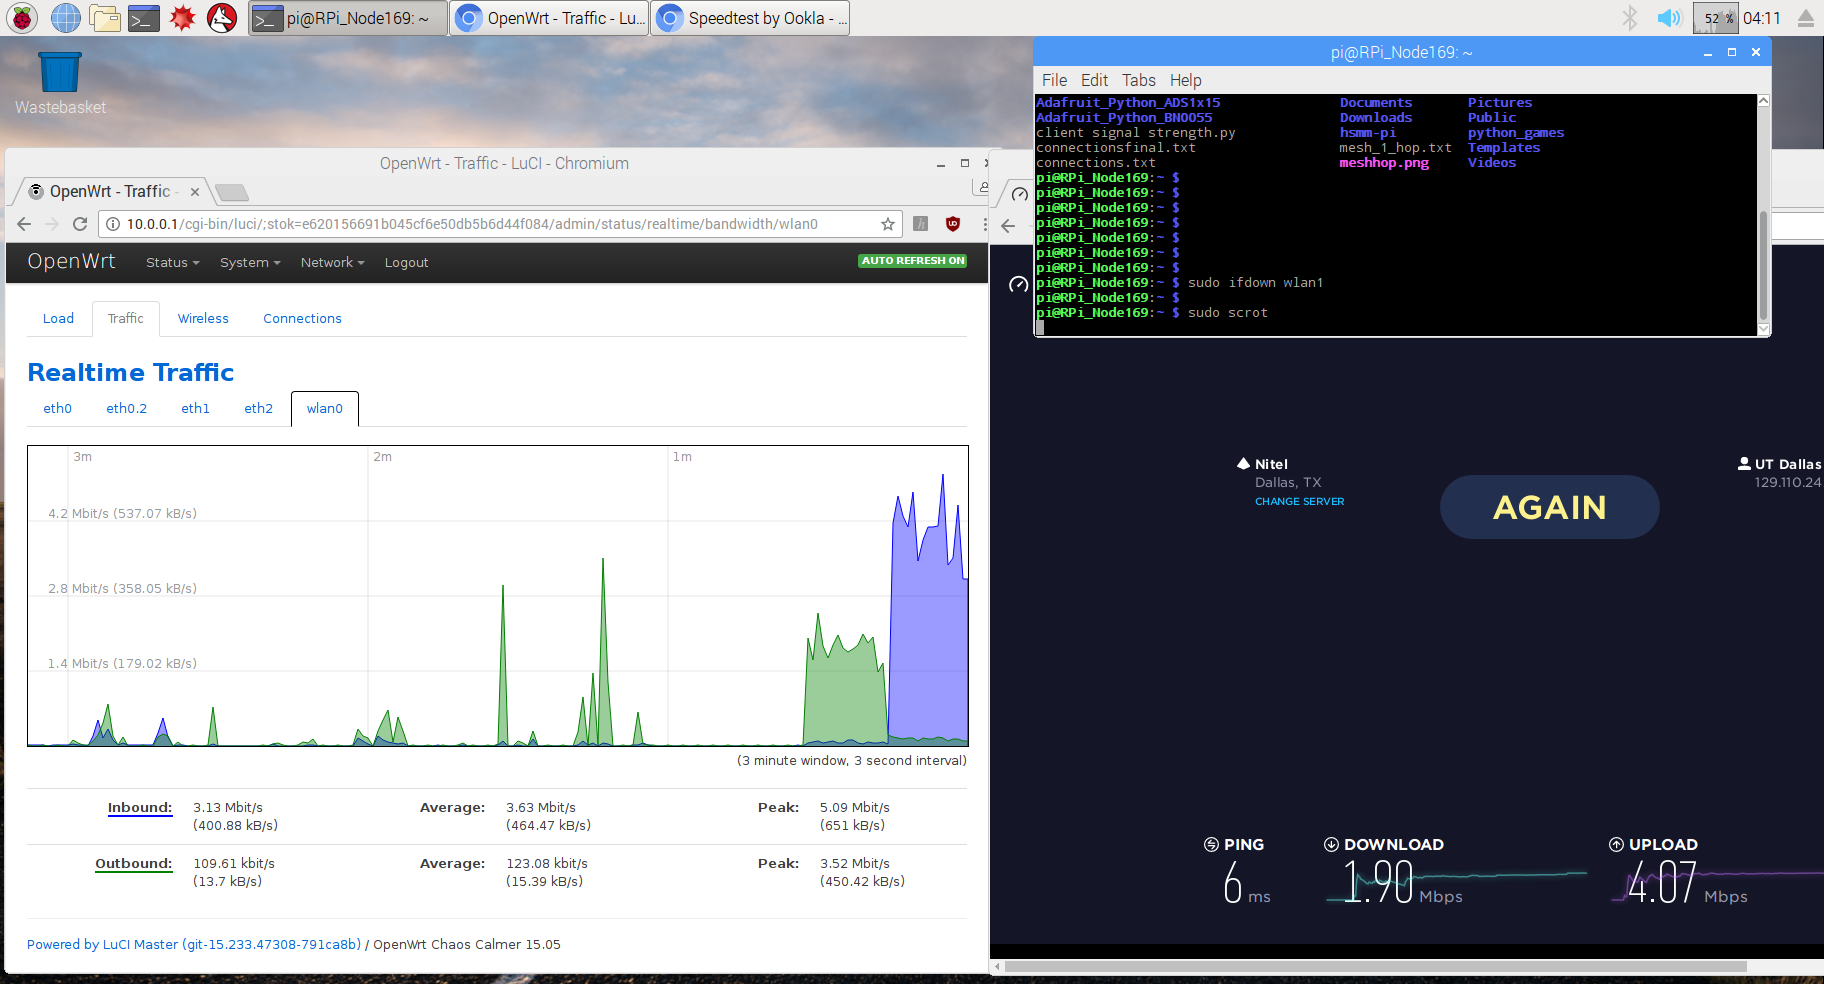 pi@RPi_Node169: ~
OpenWrt - Traffic - Lu...
Speedtest by Ookla - ...
52 %
04:11
Wastebasket
pi@RPi_Node169: ~
File Edit Tabs Help
Adafruit_Python_ADS1x15 Documents Pictures
Adafruit_Python_BNO055 Downloads Public
client signal strength.py hsmm-pi python_games
connectionsfinal.txt mesh_1_hop.txt Templates
connections.txt meshhop.png Videos
pi@RPi_Node169:~ $
pi@RPi_Node169:~ $
pi@RPi_Node169:~ $
pi@RPi_Node169:~ $
pi@RPi_Node169:~ $
pi@RPi_Node169:~ $
pi@RPi_Node169:~ $
pi@RPi_Node169:~ $ sudo ifdown wlan1
pi@RPi_Node169:~ $
pi@RPi_Node169:~ $ sudo scrot
OpenWrt - Traffic - LuCI - Chromium
OpenWrt - Traffic -
10.0.0.1/cgi-bin/luci/;stok=e620156691b045cf6e50db5b6d44f084/admin/status/realtime/bandwidth/wlan0
OpenWrt Status System Network Logout AUTO REFRESH ON
Load Traffic Wireless Connections
Realtime Traffic
eth0 eth0.2 eth1 eth2 wlan0
3m 2m 1m
4.2 Mbit/s (537.07 kB/s)
2.8 Mbit/s (358.05 kB/s)
1.4 Mbit/s (179.02 kB/s)
(3 minute window, 3 second interval)
Inbound: 3.13 Mbit/s Average: 3.63 Mbit/s Peak: 5.09 Mbit/s
(400.88 kB/s) (464.47 kB/s) (651 kB/s)
Outbound: 109.61 kbit/s Average: 123.08 kbit/s Peak: 3.52 Mbit/s
(13.7 kB/s) (15.39 kB/s) (450.42 kB/s)
Powered by LuCI Master (git-15.233.47308-791ca8b) / OpenWrt Chaos Calmer 15.05
Nitel
Dallas, TX
CHANGE SERVER
AGAIN
UT Dallas
129.110.24
PING DOWNLOAD UPLOAD
6 ms 1.90 Mbps 4.07 Mbps